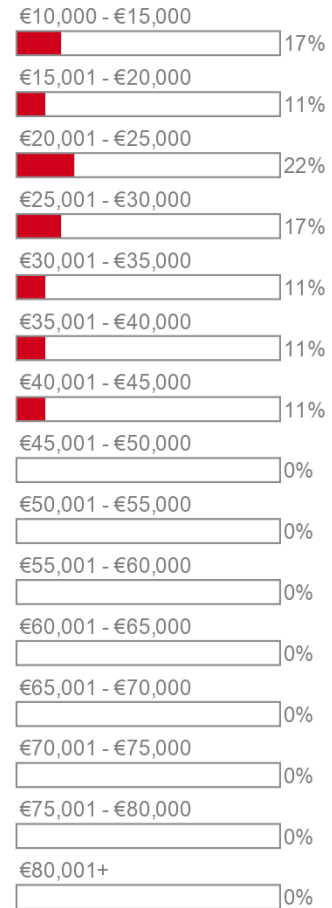 €10,000 - €15,000
17%
€15,001 - €20,000
11%
€20,001 - €25,000
22%
€25,001 - €30,000
17%
€30,001 - €35,000
11%
€35,001 - €40,000
11%
€40,001 - €45,000
11%
€45,001 - €50,000
0%
€50,001 - €55,000
0%
€55,001 - €60,000
0%
€60,001 - €65,000
0%
€65,001 - €70,000
0%
€70,001 - €75,000
0%
€75,001 - €80,000
0%
€80,001+
0%